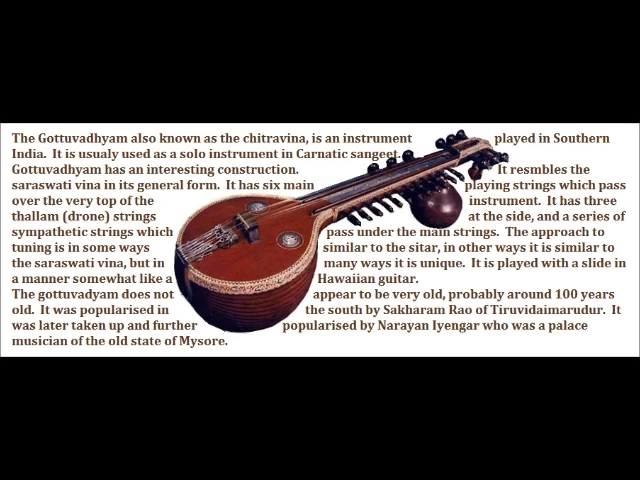 The Gottuvadhyam also known as the chitravina, is an instrument played in Southern
India. It is usualy used as a solo instrument in Carnatic sangeet.
Gottuvadhyam has an interesting construction. It resmbles the
saraswati vina in its general form. It has six main playing strings which pass
over the very top of the instrument. It has three
thallam (drone) strings at the side, and a series of
sympathetic strings which pass under the main strings. The approach to
tuning is in some ways similar to the sitar, in other ways it is similar to
the saraswati vina, but in many ways it is unique. It is played with a slide in
a manner somewhat like a Hawaiian guitar.
The gottuvadyam does not appear to be very old, probably around 100 years
old. It was popularised in the south by Sakharam Rao of Tiruvidaimarudur. It
was later taken up and further popularised by Narayan Iyengar who was a palace
musician of the old state of Mysore.